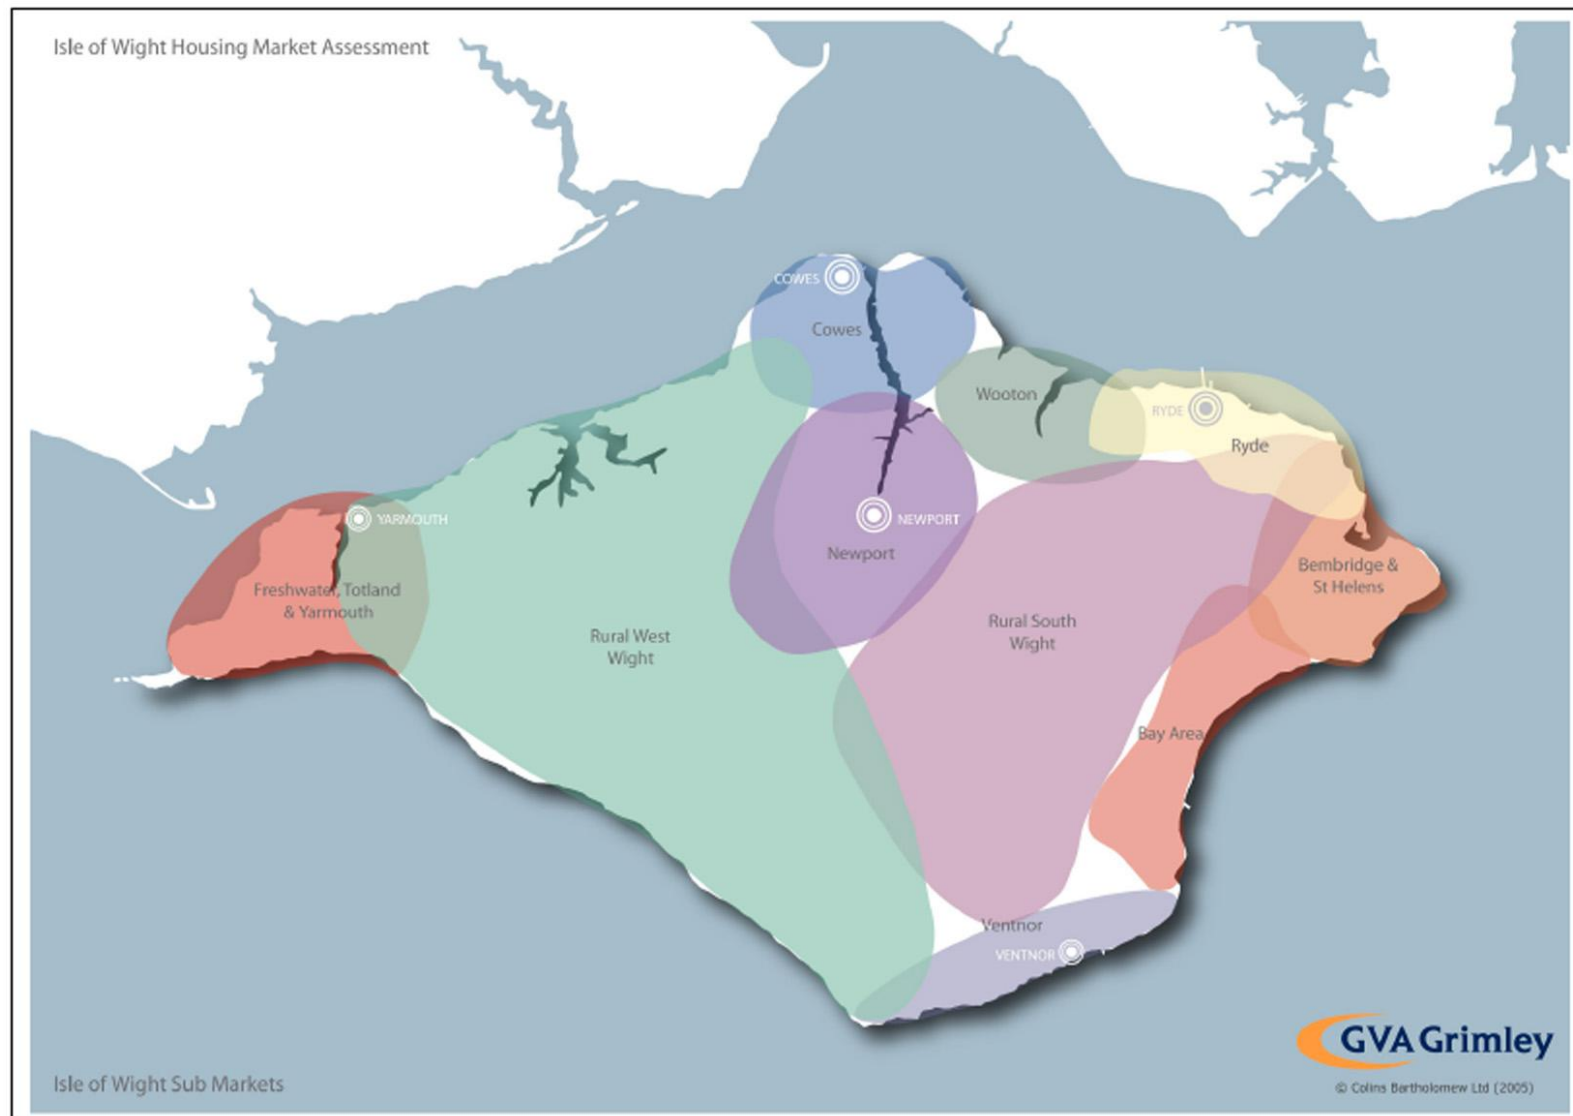 Isle of Wight Housing Market Assessment
COWES
Cowes
Wooton
RYDE
Ryde
YARMOUTH
NEWPORT
Newport
Freshwater, Totland
& Yarmouth
Bembridge &
St Helens
Rural West
Wight
Rural South
Wight
Bay Area
Ventnor
VENTNOR
GVA Grimley
Isle of Wight Sub Markets
© Colins Bartholomew Ltd (2005)